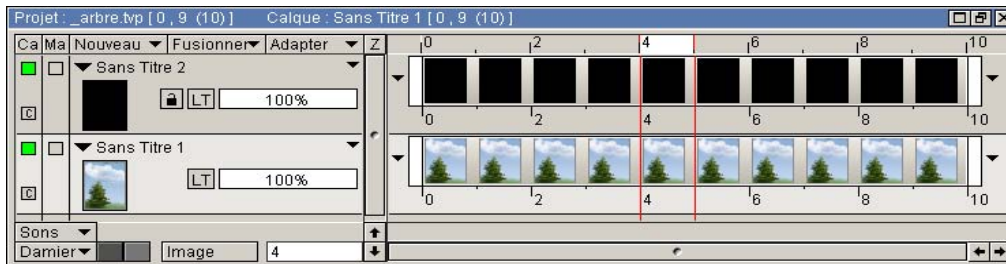 Projet : _arbre.tvp [ 0 , 9 (10) ] Calque : Sans Titre 1 [ 0 , 9 (10) ]
Ca Ma Nouveau Fusionner Adapter Z 0 2 4 6 8 10
Sans Titre 2
LT 100%
C
0 2 4 6 8 10
Sans Titre 1
LT 100%
C
0 2 4 6 8 10
Sons
Damier Image 4